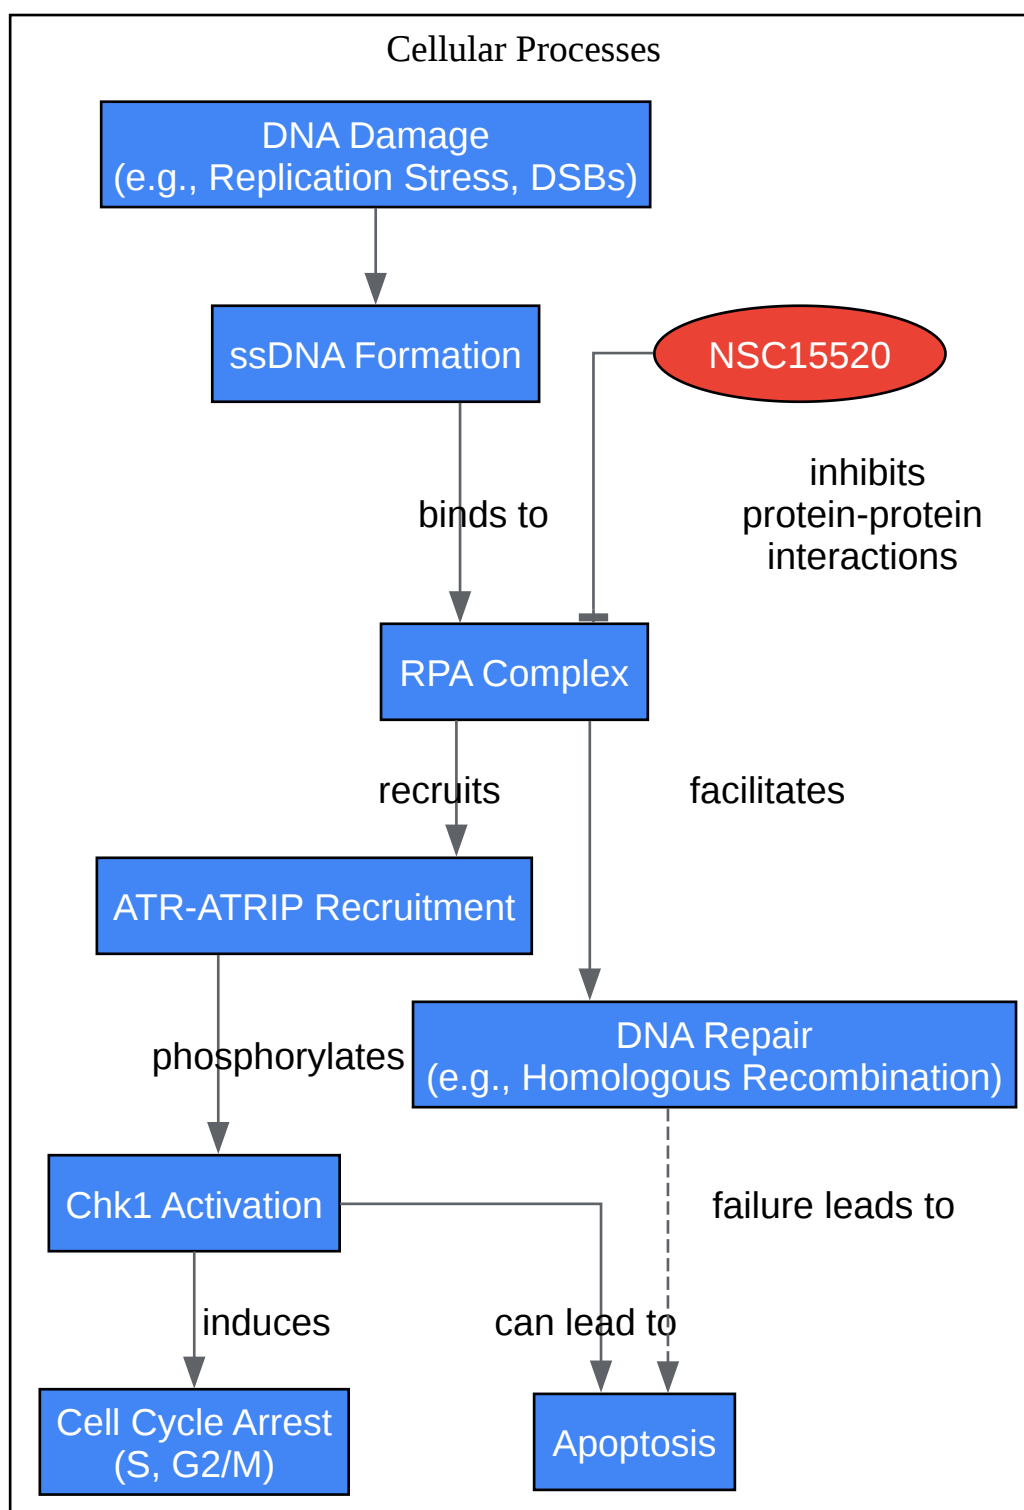 Cellular Processes
DNA Damage
(e.g., Replication Stress, DSBs)
ssDNA Formation
NSC15520
binds to
inhibits
protein-protein
interactions
RPA Complex
recruits
facilitates
ATR-ATRIP Recruitment
DNA Repair
(e.g., Homologous Recombination)
phosphorylates
Chk1 Activation
failure leads to
induces
can lead to
Cell Cycle Arrest
(S, G2/M)
Apoptosis